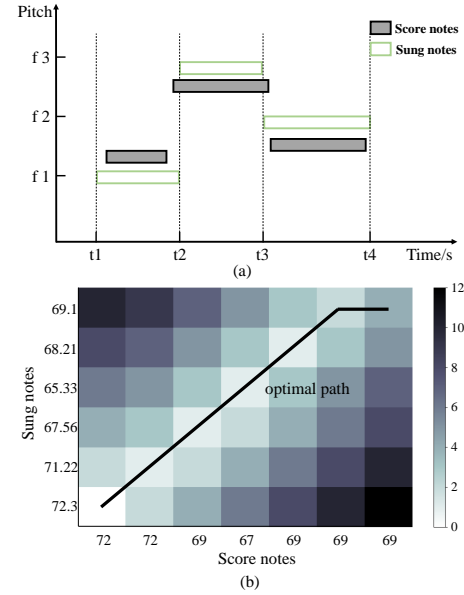 Pitch
Score notes
Sung notes
f 3
f 2
f 1
t1 t2 t3 t4 Time/s
(a)
12
10
8
6
4
2
0
Sung notes
69.1
68.21
65.33
67.56
71.22
72.3
optimal path
72 72 69 67 69 69 69
Score notes
(b)